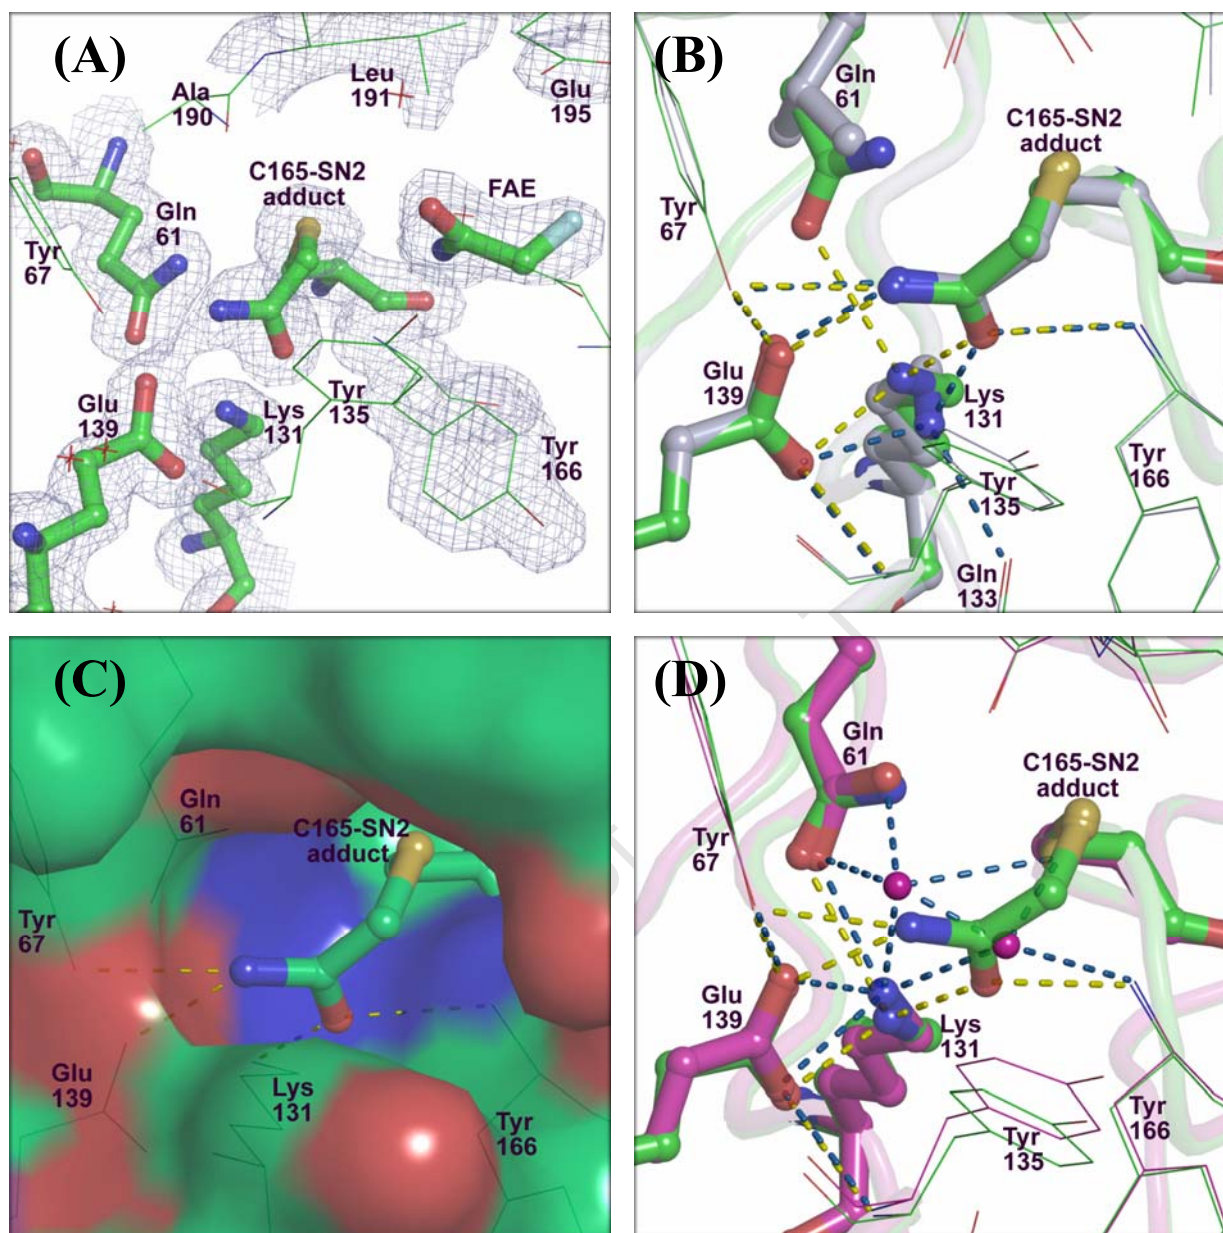 (A)
Leu
191
Glu
195
Ala
190
C165-SN2
adduct
FAE
Gln
61
Tyr
67
Glu
139
Lys
131
Tyr
135
Tyr
166
(B)
Gln
61
C165-SN2
adduct
Tyr
67
Glu
139
Lys
131
Tyr
135
Tyr
166
Gln
133
(C)
Gln
61
C165-SN2
adduct
Tyr
67
Glu
139
Lys
131
Tyr
166
(D)
Gln
61
C165-SN2
adduct
Tyr
67
Glu
139
Lys
131
Tyr
135
Tyr
166